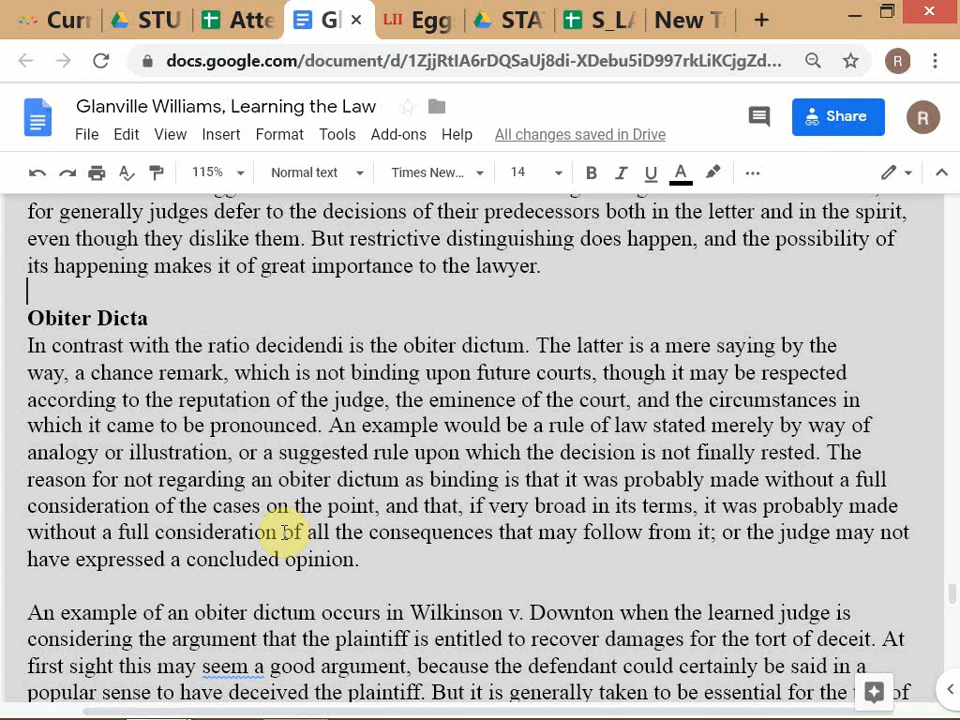 Curr
STU
Atte
Gl
LII Egg
STA
S_LA
New T
docs.google.com/document/d/1ZjjRtIA6rDQSaUj8di-XDebu5iD997rkLiKCjgZd...
R
Glanville Williams, Learning the Law
File Edit View Insert Format Tools Add-ons Help All changes saved in Drive
Share
R
115% Normal text Times New... 14 B I U A
for generally judges defer to the decisions of their predecessors both in the letter and in the spirit,
even though they dislike them. But restrictive distinguishing does happen, and the possibility of
its happening makes it of great importance to the lawyer.
Obiter Dicta
In contrast with the ratio decidendi is the obiter dictum. The latter is a mere saying by the
way, a chance remark, which is not binding upon future courts, though it may be respected
according to the reputation of the judge, the eminence of the court, and the circumstances in
which it came to be pronounced. An example would be a rule of law stated merely by way of
analogy or illustration, or a suggested rule upon which the decision is not finally rested. The
reason for not regarding an obiter dictum as binding is that it was probably made without a full
consideration of the cases on the point, and that, if very broad in its terms, it was probably made
without a full consideration of all the consequences that may follow from it; or the judge may not
have expressed a concluded opinion.
An example of an obiter dictum occurs in Wilkinson v. Downton when the learned judge is
considering the argument that the plaintiff is entitled to recover damages for the tort of deceit. At
first sight this may seem a good argument, because the defendant could certainly be said in a
popular sense to have deceived the plaintiff. But it is generally taken to be essential for the of